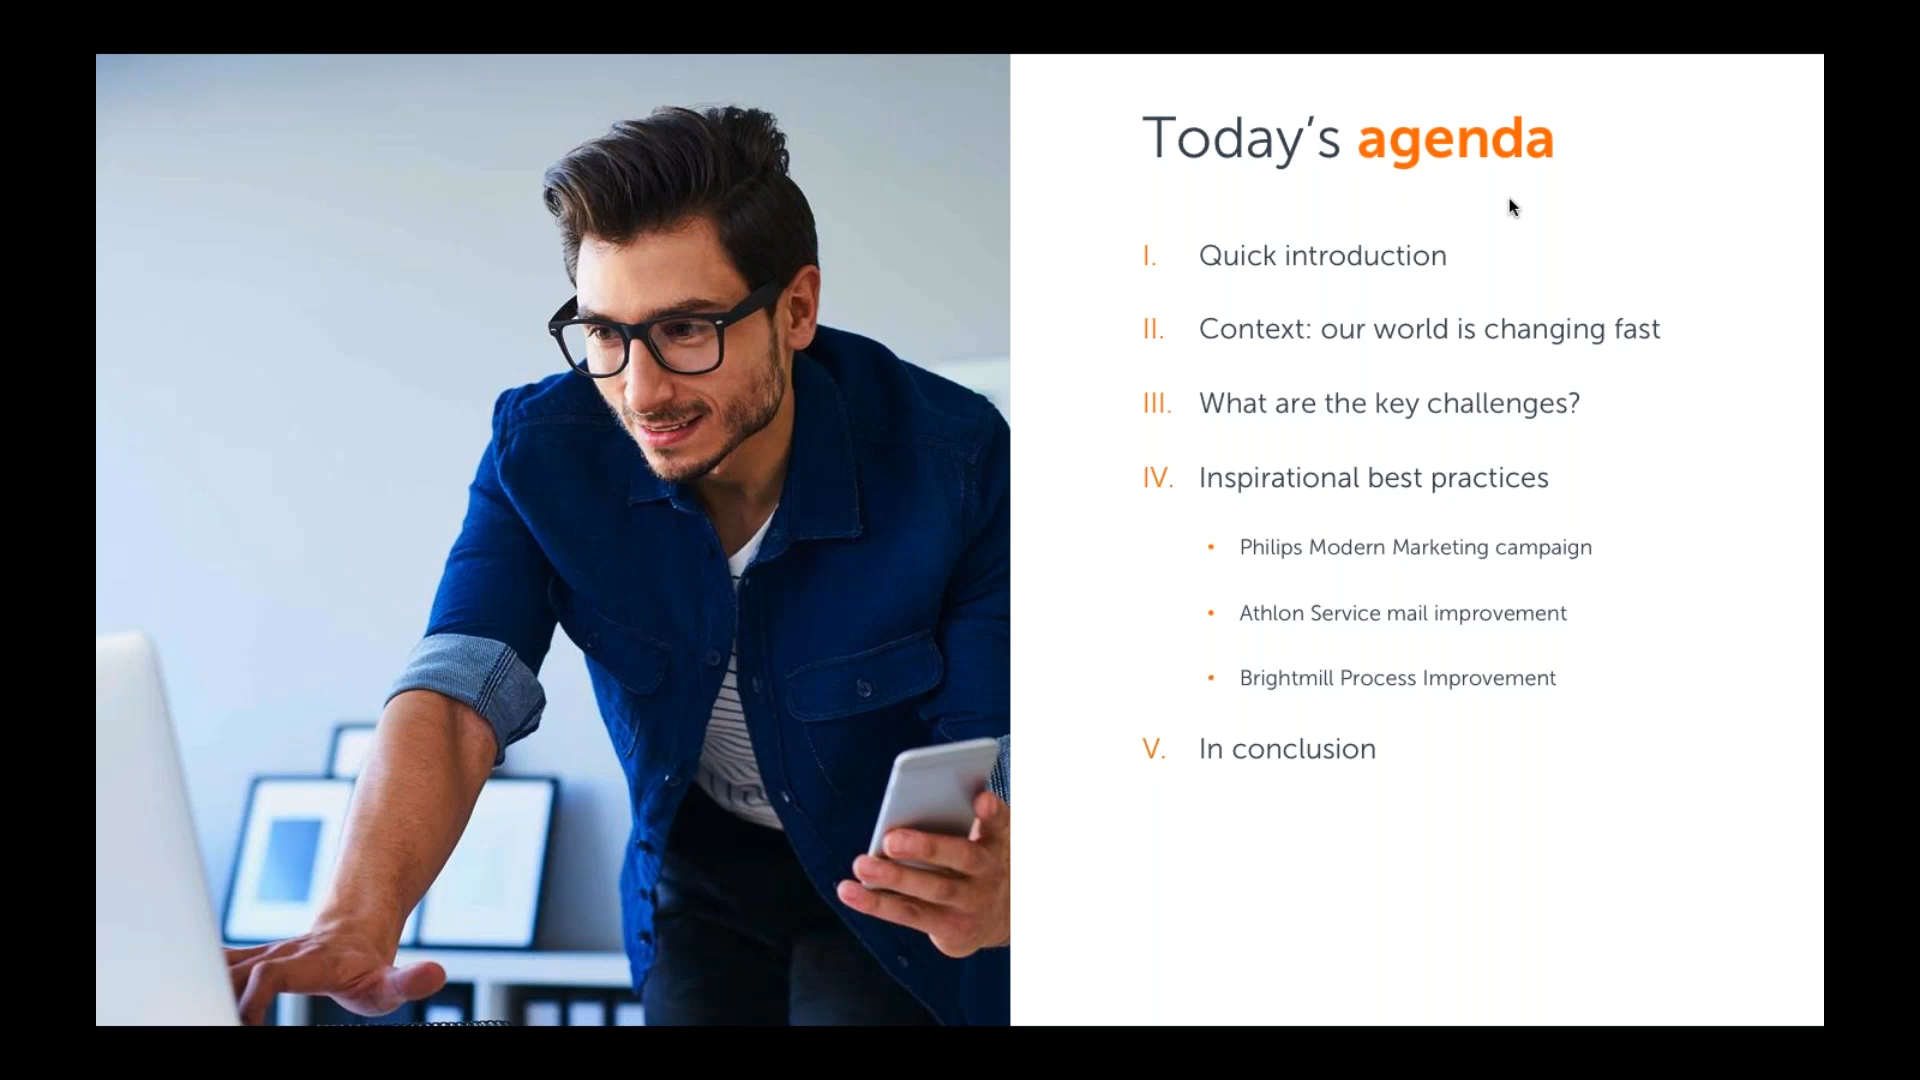 Today’s agenda
I. Quick introduction
II. Context: our world is changing fast
III. What are the key challenges?
IV. Inspirational best practices
• Philips Modern Marketing campaign
• Athlon Service mail improvement
• Brightmill Process Improvement
V. In conclusion